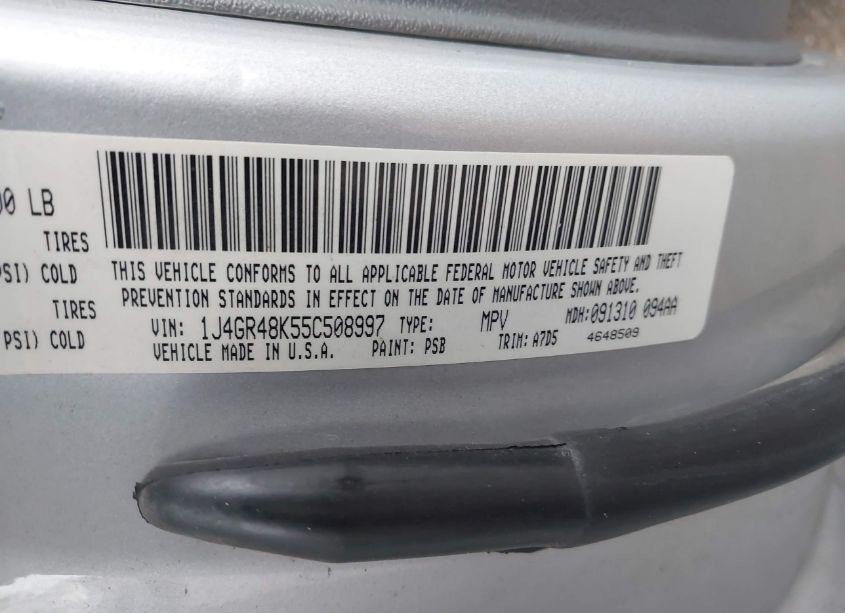 00 LB
TIRES
PSI) COLD
TIRES
PSI) COLD
THIS VEHICLE CONFORMS TO ALL APPLICABLE FEDERAL MOTOR VEHICLE SAFETY AND THEFT
PREVENTION STANDARDS IN EFFECT ON THE DATE OF MANUFACTURE SHOWN ABOVE.
VIN: 1J4GR48K55C508997 TYPE: MPV MDH:091310 094AA
VEHICLE MADE IN U.S.A. PAINT: PSB TRIM: A7D5 4648509